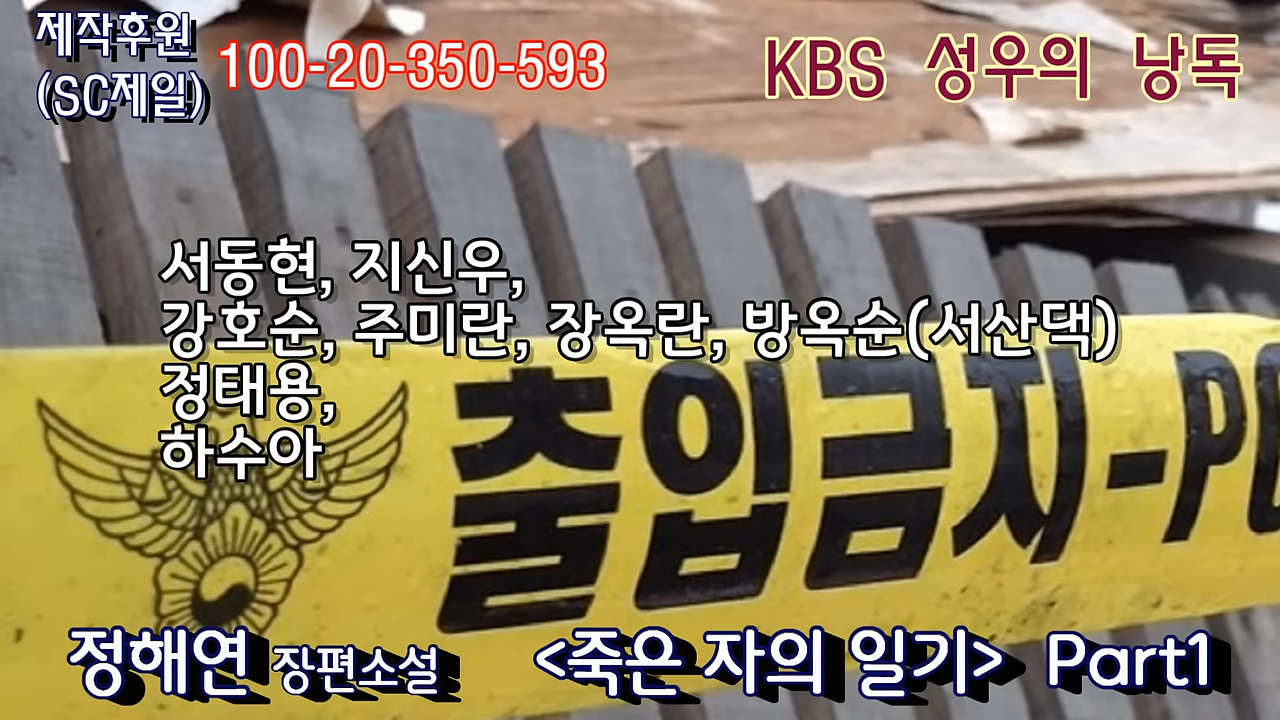 제작후원
(SC제일)
100-20-350-593
KBS 성우의 낭독
서동현, 지신우,
강호순, 주미란, 장옥란, 방옥순(서산댁)
정태용,
하수아
출입금지-PO
정해연 장편소설 <죽은 자의 일기> Part1